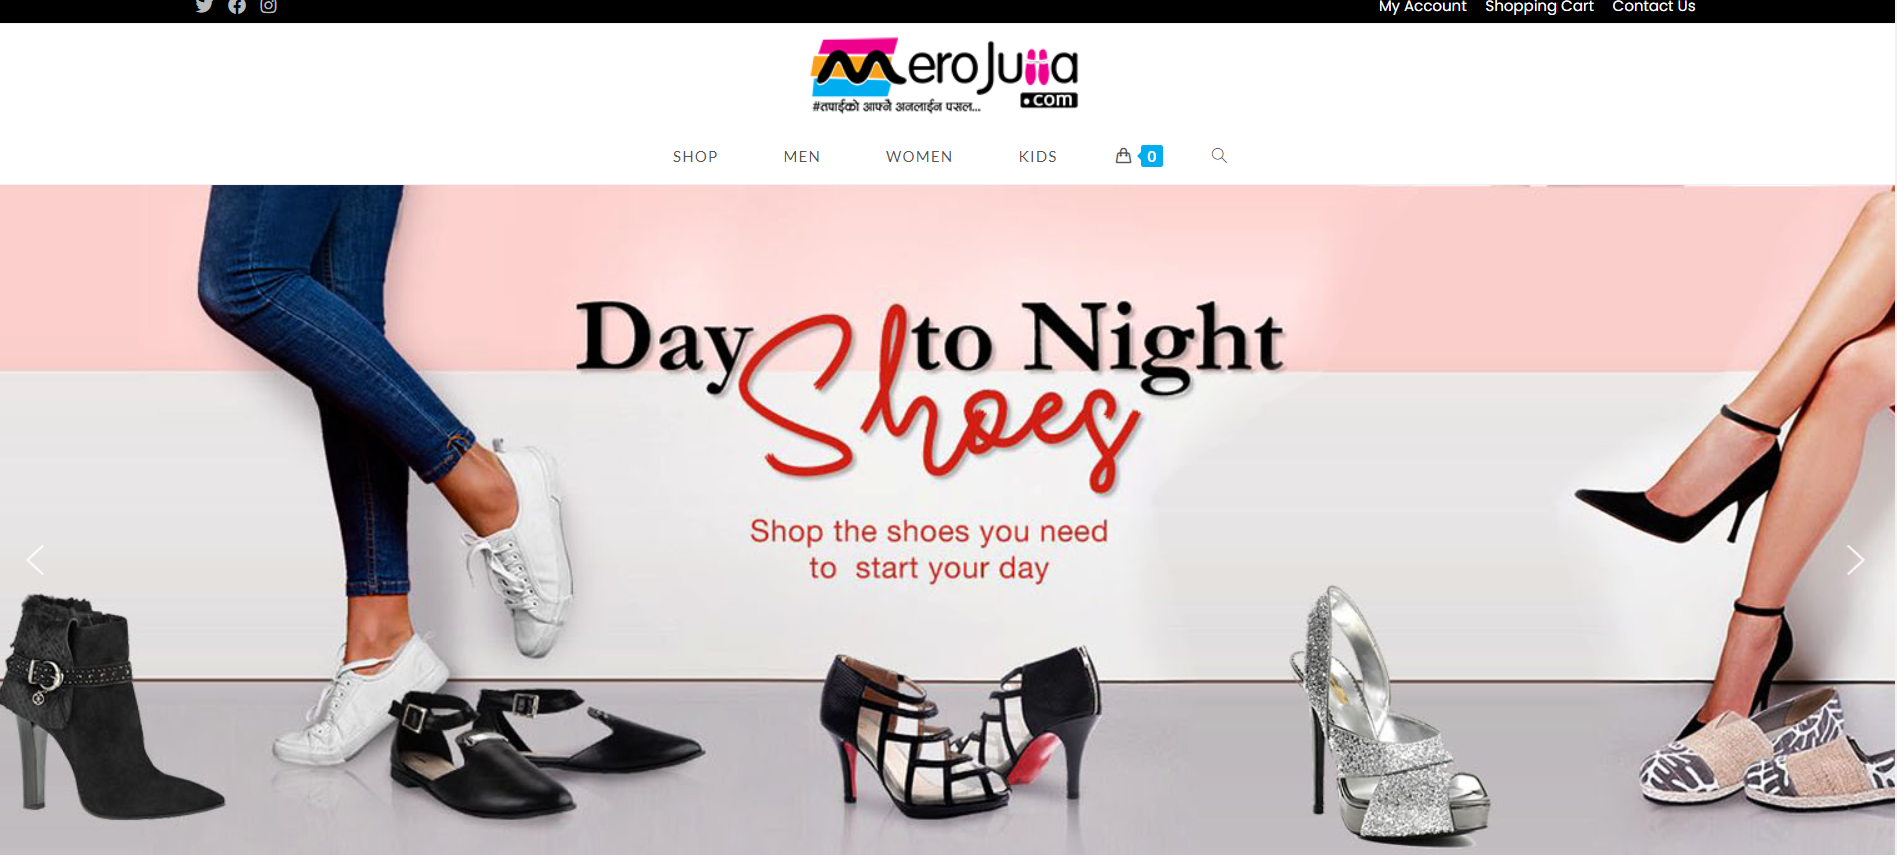 My Account Shopping Cart Contact Us
MeroJutta
.com
#तपाईको आफ्नै अनलाईन पसल...
SHOP MEN WOMEN KIDS 0
Day to Night
Shoes
Shop the shoes you need
to start your day